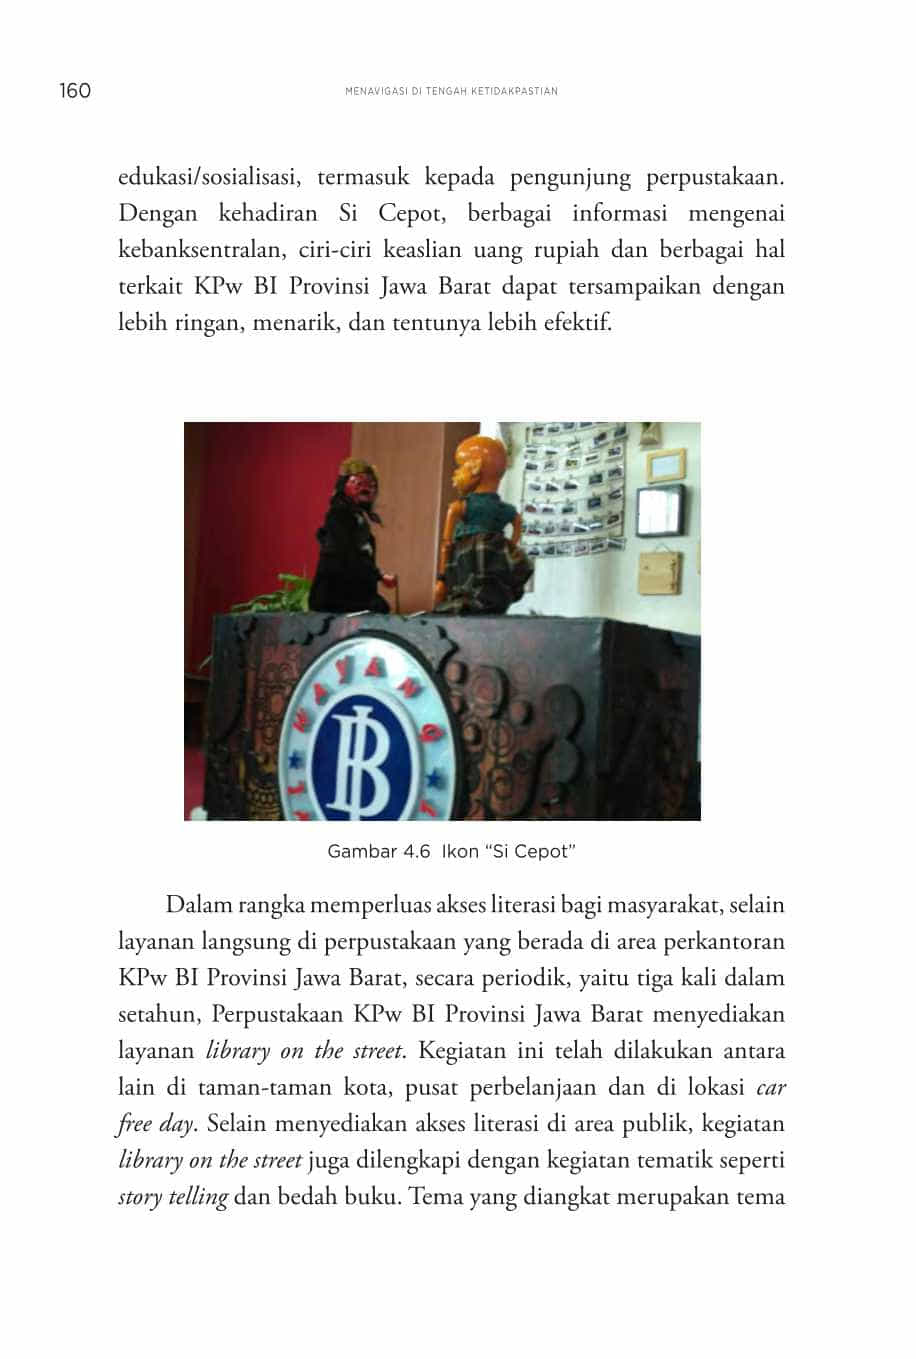 160
MENAVIGASI DI TENGAH KETIDAKPASTIAN
edukasi/sosialisasi, termasuk kepada pengunjung perpustakaan.
Dengan kehadiran Si Cepot, berbagai informasi mengenai
kebanksentralan, ciri-ciri keaslian uang rupiah dan berbagai hal
terkait KPw BI Provinsi Jawa Barat dapat tersampaikan dengan
lebih ringan, menarik, dan tentunya lebih efektif.
WAYANG
BI
Gambar 4.6 Ikon “Si Cepot”
Dalam rangka memperluas akses literasi bagi masyarakat, selain
layanan langsung di perpustakaan yang berada di area perkantoran
KPw BI Provinsi Jawa Barat, secara periodik, yaitu tiga kali dalam
setahun, Perpustakaan KPw BI Provinsi Jawa Barat menyediakan
layanan library on the street. Kegiatan ini telah dilakukan antara
lain di taman-taman kota, pusat perbelanjaan dan di lokasi car
free day. Selain menyediakan akses literasi di area publik, kegiatan
library on the street juga dilengkapi dengan kegiatan tematik seperti
story telling dan bedah buku. Tema yang diangkat merupakan tema